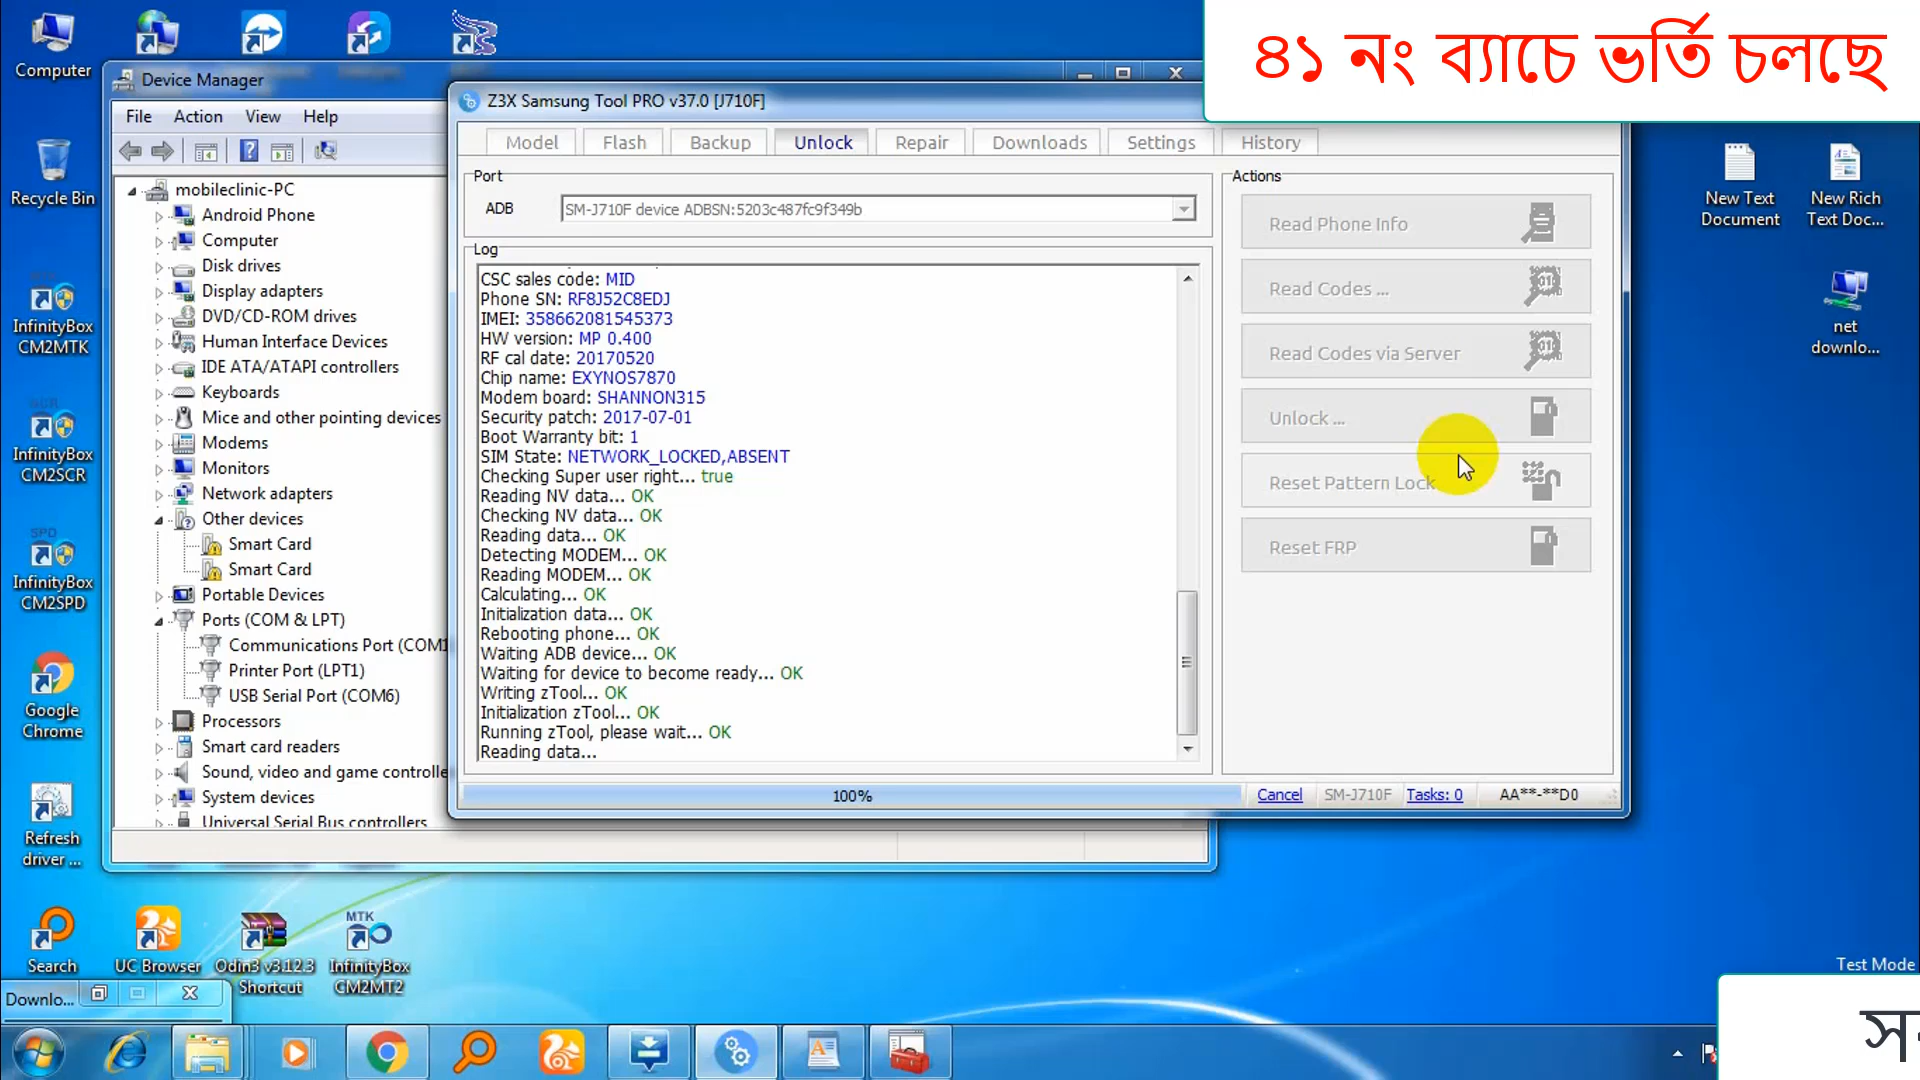 Computer
Recycle Bin
InfinityBox
CM2MTK
InfinityBox
CM2SCR
InfinityBox
CM2SPD
Google
Chrome
Refresh
driver ...
Search
UC Browser
Odin3 v3.12.3
Shortcut
MTK
InfinityBox
CM2MT2
Device Manager
File Action View Help
mobileclinic-PC
Android Phone
Computer
Disk drives
Display adapters
DVD/CD-ROM drives
Human Interface Devices
IDE ATA/ATAPI controllers
Keyboards
Mice and other pointing devices
Modems
Monitors
Network adapters
Other devices
Smart Card
Smart Card
Portable Devices
Ports (COM & LPT)
Communications Port (COM1
Printer Port (LPT1)
USB Serial Port (COM6)
Processors
Smart card readers
Sound, video and game controlle
System devices
Universal Serial Bus controllers
Z3X Samsung Tool PRO v37.0 [J710F]
Model Flash Backup Unlock Repair Downloads Settings History
Port
ADB SM-J710F device ADBSN:5203c487fc9f349b
Log
CSC sales code: MID
Phone SN: RF8J52C8EDJ
IMEI: 358662081545373
HW version: MP 0.400
RF cal date: 20170520
Chip name: EXYNOS7870
Modem board: SHANNON315
Security patch: 2017-07-01
Boot Warranty bit: 1
SIM State: NETWORK_LOCKED,ABSENT
Checking Super user right... true
Reading NV data... OK
Checking NV data... OK
Reading data... OK
Detecting MODEM... OK
Reading MODEM... OK
Calculating... OK
Initialization data... OK
Rebooting phone... OK
Waiting ADB device... OK
Waiting for device to become ready... OK
Writing zTool... OK
Initialization zTool... OK
Running zTool, please wait... OK
Reading data...
Actions
Read Phone Info
Read Codes ...
Read Codes via Server
Unlock ...
Reset Pattern Lock
Reset FRP
100% Cancel SM-J710F Tasks: 0 AA**-**D0
৪১ নং ব্যাচে ভর্তি চলছে
New Text
Document
New Rich
Text Doc...
net
downlo...
Test Mode
Downlo...